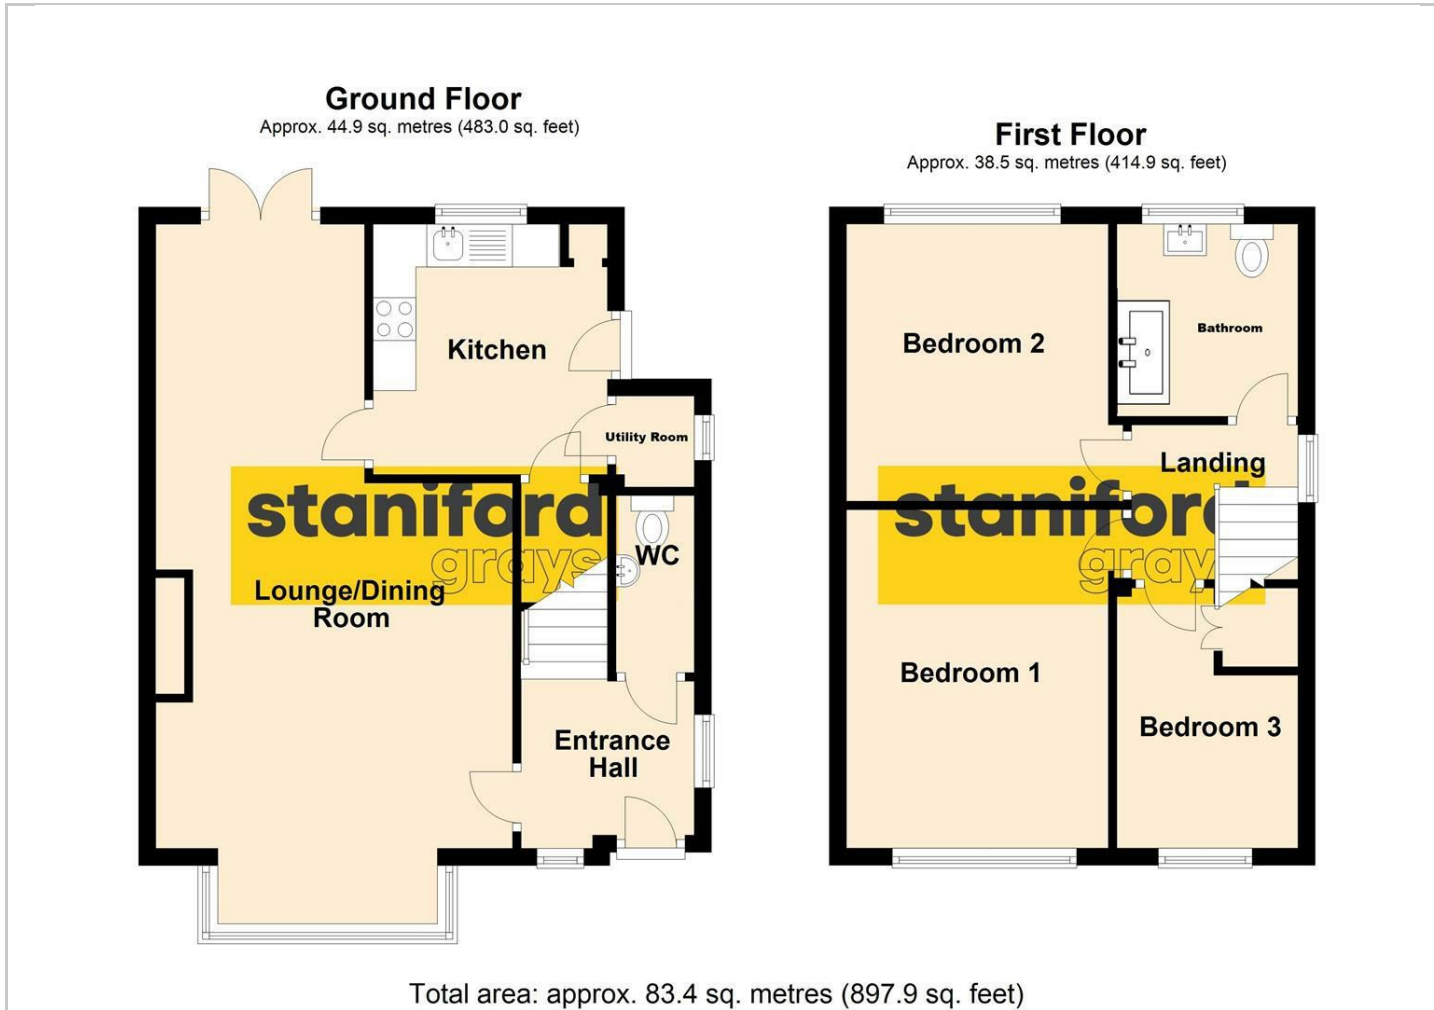 Ground Floor
Approx. 44.9 sq. metres (483.0 sq. feet)
Kitchen
Utility Room
staniford
grays
WC
Lounge/Dining
Room
Entrance
Hall
First Floor
Approx. 38.5 sq. metres (414.9 sq. feet)
Bathroom
Bedroom 2
Landing
staniford
grays
Bedroom 1
Bedroom 3
Total area: approx. 83.4 sq. metres (897.9 sq. feet)